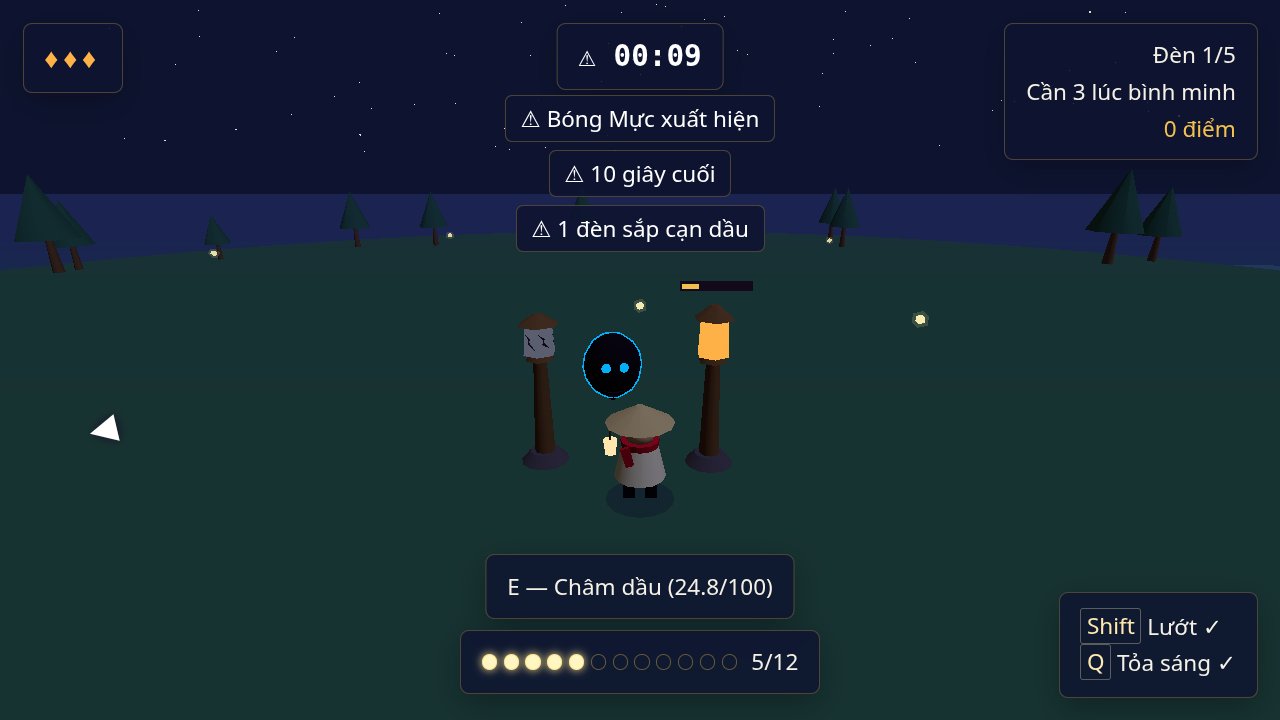 ⚠ 00:09
⚠ Bóng Mực xuất hiện
⚠ 10 giây cuối
⚠ 1 đèn sắp cạn dầu
Đèn 1/5
Cần 3 lúc bình minh
0 điểm
E — Châm dầu (24.8/100)
5/12
Shift Lướt ✓
Q Tỏa sáng ✓